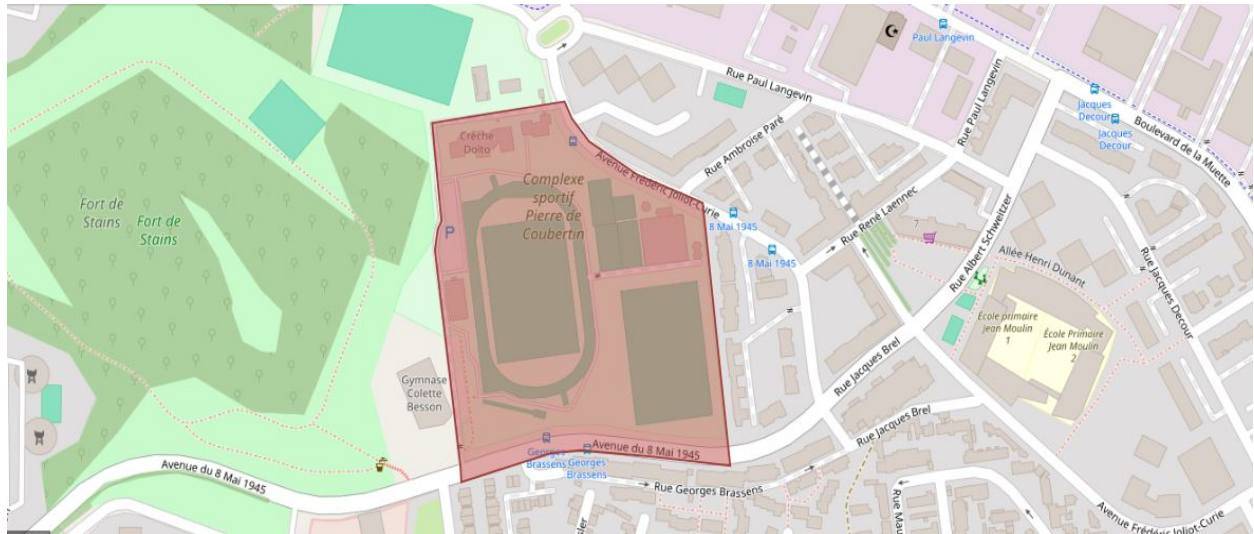 Paul Langevin
Rue Paul Langevin
Rue Paul Langevin
Jacques
Decour
Jacques
Decour
Boulevard de la Muette
Crèche
Dolto
Avenue Frédéric Joliot-Curie
Rue Ambroise Paré
Complexe
sportif
Pierre de
Coubertin
Fort de
Stains
Fort de
Stains
P
8 Mai 1945
8 Mai 1945
Rue René Laennec
7
Rue Albert Schweitzer
Allée Henri Dunant
Rue Jacques Decour
École primaire
Jean Moulin
1
École Primaire
Jean Moulin
2
Gymnase
Colette
Besson
Rue Jacques Brel
Rue Jacques Brel
Georges
Brassens
Georges
Brassens
Avenue du 8 Mai 1945
Avenue du 8 Mai 1945
Rue Georges Brassens
Rue Mau
sler
Avenue Frédéric Joliot-Curie